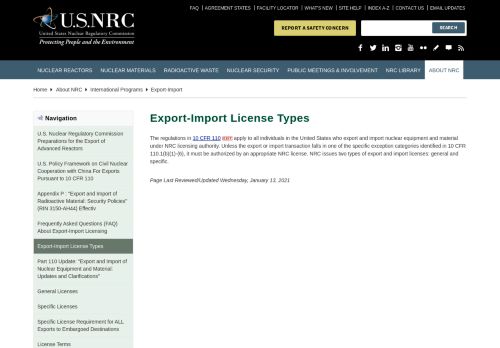 FAQ | AGREEMENT STATES | FACILITY LOCATOR | WHAT'S NEW | SITE HELP | INDEX A-Z | CONTACT US | EMAIL UPDATES
U.S.NRC
United States Nuclear Regulatory Commission
Protecting People and the Environment
REPORT A SAFETY CONCERN
SEARCH
NUCLEAR REACTORS NUCLEAR MATERIALS RADIOACTIVE WASTE NUCLEAR SECURITY PUBLIC MEETINGS & INVOLVEMENT NRC LIBRARY ABOUT NRC
Home About NRC International Programs Export-Import
Navigation
U.S. Nuclear Regulatory Commission
Preparations for the Export of
Advanced Reactors
U.S. Policy Framework on Civil Nuclear
Cooperation with China For Exports
Pursuant to 10 CFR 110
Appendix P : "Export and Import of
Radioactive Material: Security Policies"
(RIN 3150-AH44) Effectiv
Frequently Asked Questions (FAQ)
About Export-Import Licensing
Export-Import License Types
Part 110 Update: "Export and Import of
Nuclear Equipment and Material:
Updates and Clarifications"
General Licenses
Specific Licenses
Specific License Requirement for ALL
Exports to Embargoed Destinations
License Terms
Export-Import License Types
The regulations in 10 CFR 110 EXIT apply to all individuals in the United States who export and import nuclear equipment and material
under NRC licensing authority. Unless the export or import transaction falls in one of the specific exception categories identified in 10 CFR
110.1(b)(1)-(6), it must be authorized by an appropriate NRC license. NRC issues two types of export and import licenses: general and
specific.
Page Last Reviewed/Updated Wednesday, January 13, 2021